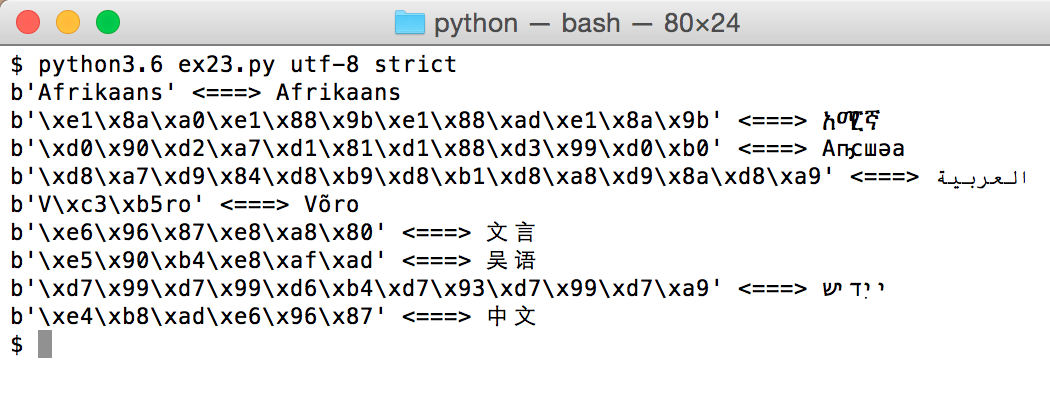 python — bash — 80×24
$ python3.6 ex23.py utf-8 strict
b'Afrikaans' <===> Afrikaans
b'\xe1\x8a\xa0\xe1\x88\x9b\xe1\x88\xad\xe1\x8a\x9b' <===> አማርኛ
b'\xd0\x90\xd2\xa7\xd1\x81\xd1\x88\xd3\x99\xd0\xb0' <===> Аҧсшәа
b'\xd8\xa7\xd9\x84\xd8\xb9\xd8\xb1\xd8\xa8\xd9\x8a\xd8\xa9' <===> العربية
b'V\xc3\xb5ro' <===> Võro
b'\xe6\x96\x87\xe8\xa8\x80' <===> 文言
b'\xe5\x90\xb4\xe8\xaf\xad' <===> 吴语
b'\xd7\x99\xd7\x99\xd6\xb4\xd7\x93\xd7\x99\xd7\xa9' <===> ייִדיש
b'\xe4\xb8\xad\xe6\x96\x87' <===> 中文
$